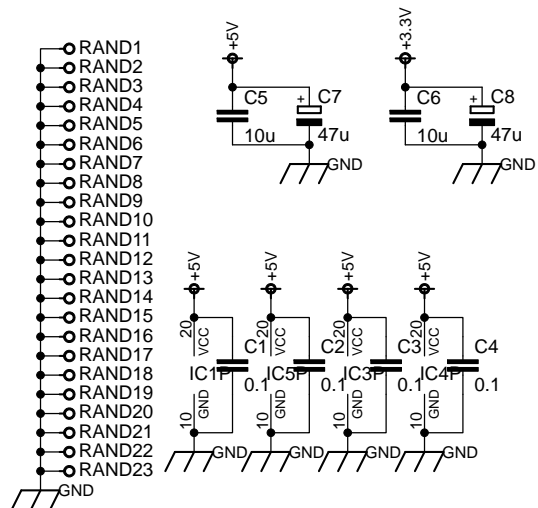 RAND1
RAND2
RAND3
RAND4
RAND5
RAND6
RAND7
RAND8
RAND9
RAND10
RAND11
RAND12
RAND13
RAND14
RAND15
RAND16
RAND17
RAND18
RAND19
RAND20
RAND21
RAND22
RAND23
GND
+5V
C5
10u
+
C7
47u
GND
+3.3V
C6
10u
+
C8
47u
GND
+5V
20
VCC
IC1P
GND
10
C1
0.1
GND
+5V
20
VCC
IC5P
GND
10
C2
0.1
GND
+5V
20
VCC
IC3P
GND
10
C3
0.1
GND
+5V
20
VCC
IC4P
GND
10
C4
0.1
GND